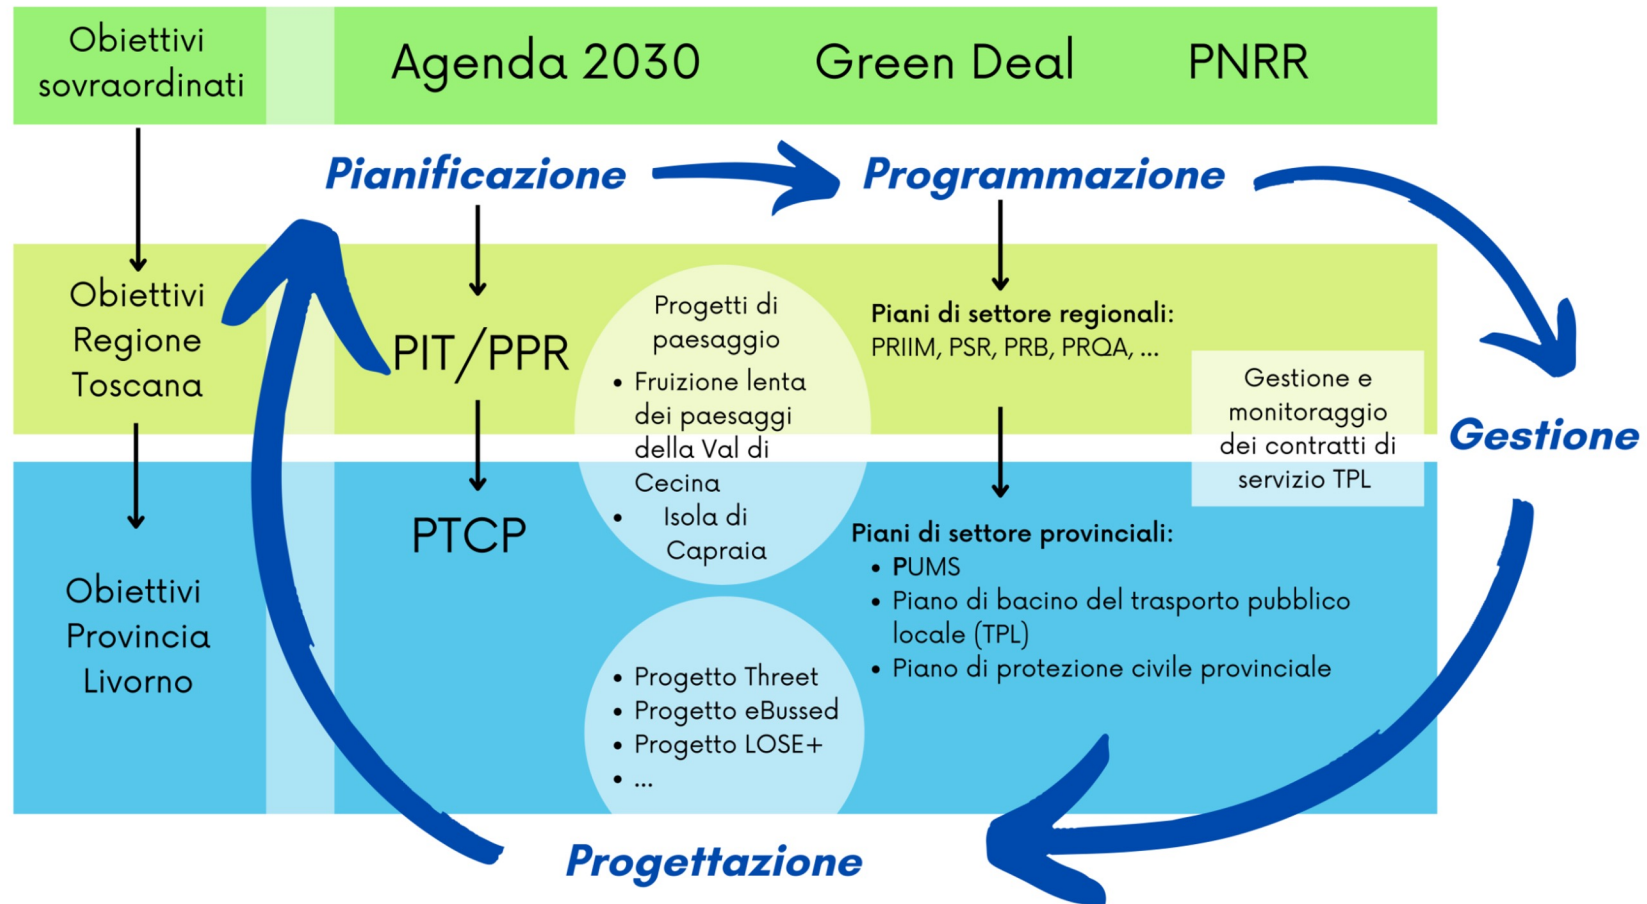 Obiettivi
sovraordinati
Agenda 2030
Green Deal
PNRR
Pianificazione
Programmazione
Obiettivi
Regione
Toscana
PIT/PPR
Progetti di
paesaggio
• Fruizione lenta
dei paesaggi
della Val di
Cecina
• Isola di
Capraia
Piani di settore regionali:
PRIIM, PSR, PRB, PRQA, ...
Gestione e
monitoraggio
dei contratti di
servizio TPL
Gestione
Obiettivi
Provincia
Livorno
PTCP
• Progetto Threet
• Progetto eBussed
• Progetto LOSE+
• ...
Piani di settore provinciali:
• PUMS
• Piano di bacino del trasporto pubblico
locale (TPL)
• Piano di protezione civile provinciale
Progettazione